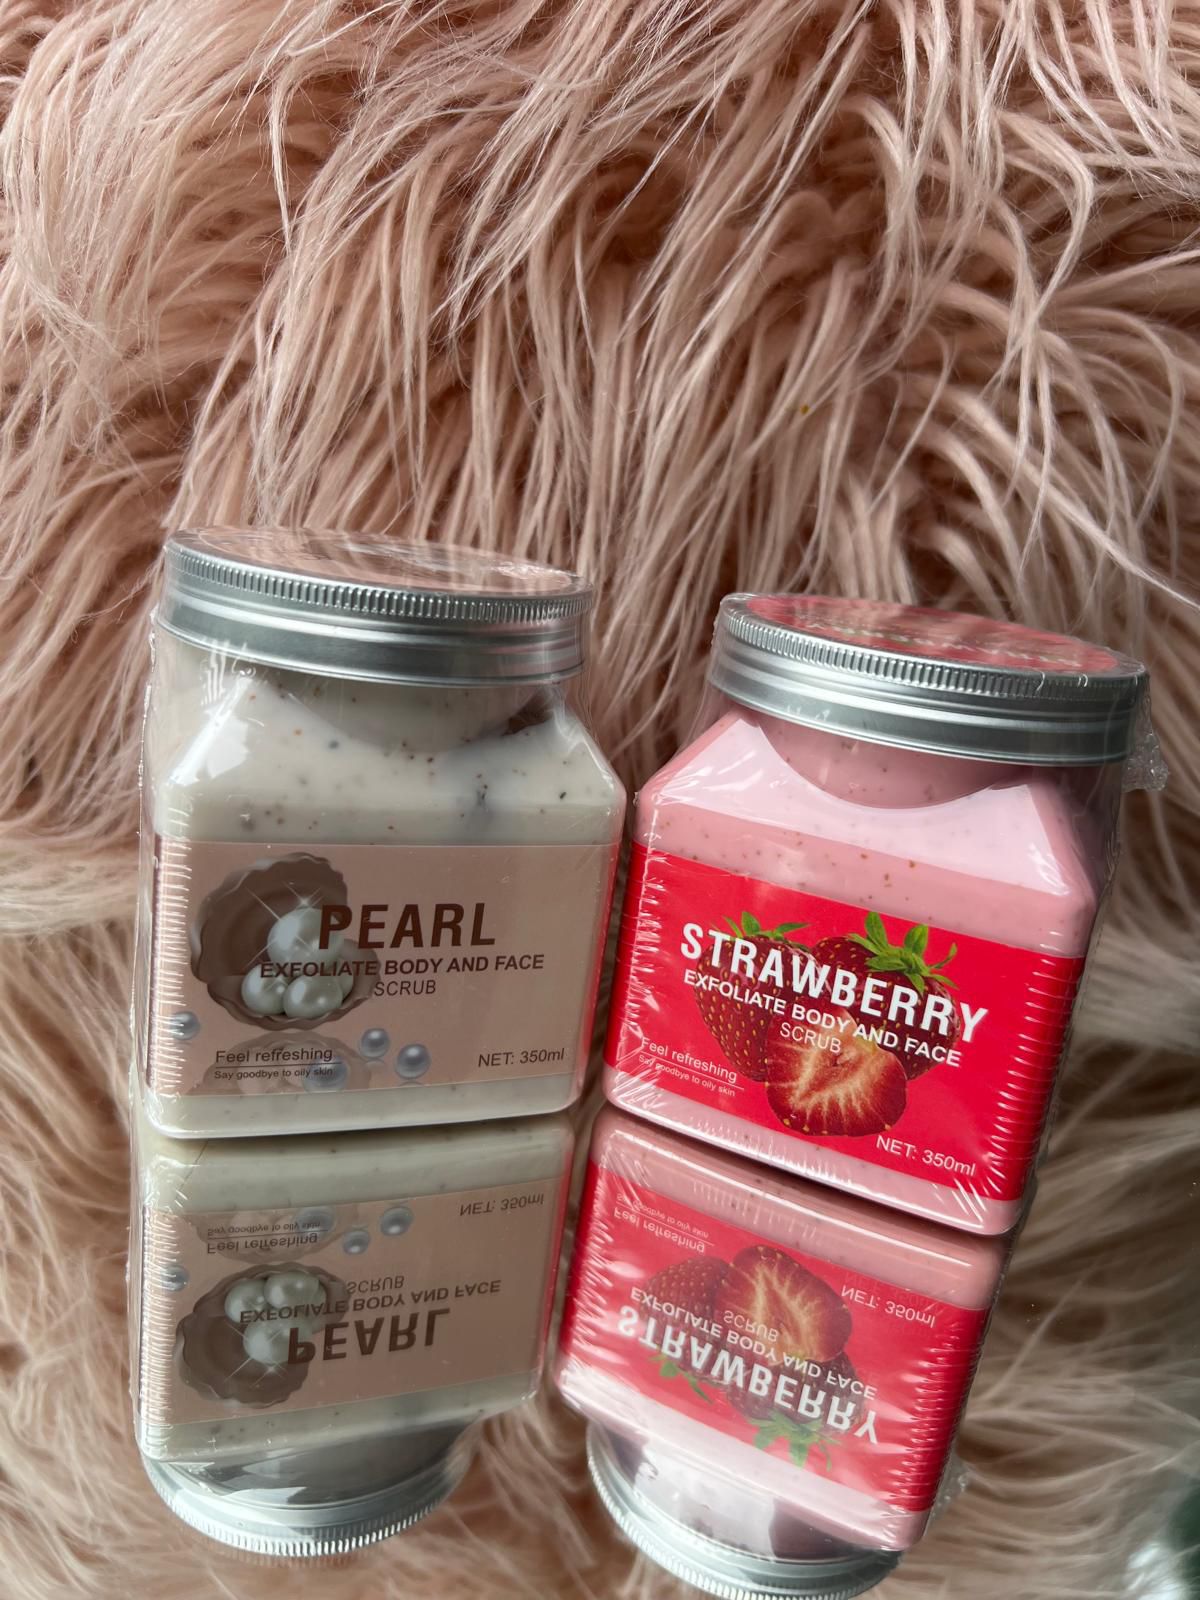 PEARL
EXFOLIATE BODY AND FACE
SCRUB
Feel refreshing
Say goodbye to oily skin
NET: 350ml
STRAWBERRY
EXFOLIATE BODY AND FACE
SCRUB
Feel refreshing
Say goodbye to oily skin
NET: 350ml